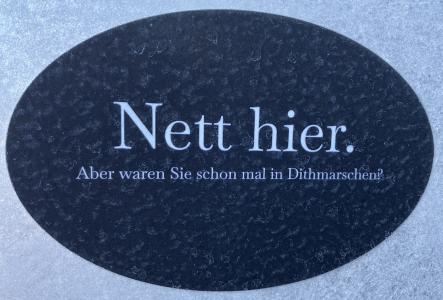 Nett hier.
Aber waren Sie schon mal in Dithmarschen?